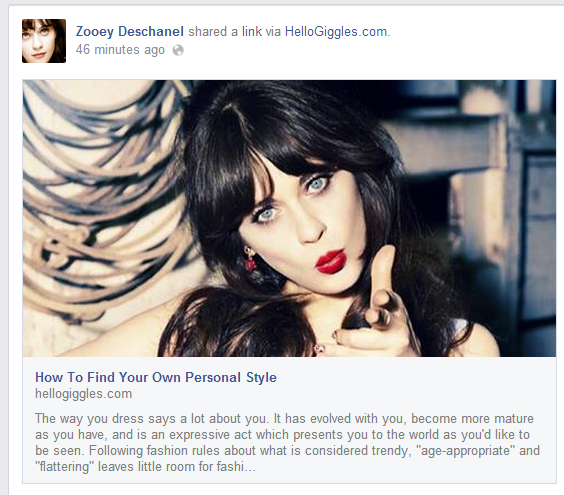 Zooey Deschanel shared a link via HelloGiggles.com.
46 minutes ago
How To Find Your Own Personal Style
hellogiggles.com
The way you dress says a lot about you. It has evolved with you, become more mature
as you have, and is an expressive act which presents you to the world as you'd like to
be seen. Following fashion rules about what is considered trendy, "age-appropriate" and
"flattering" leaves little room for fashi...